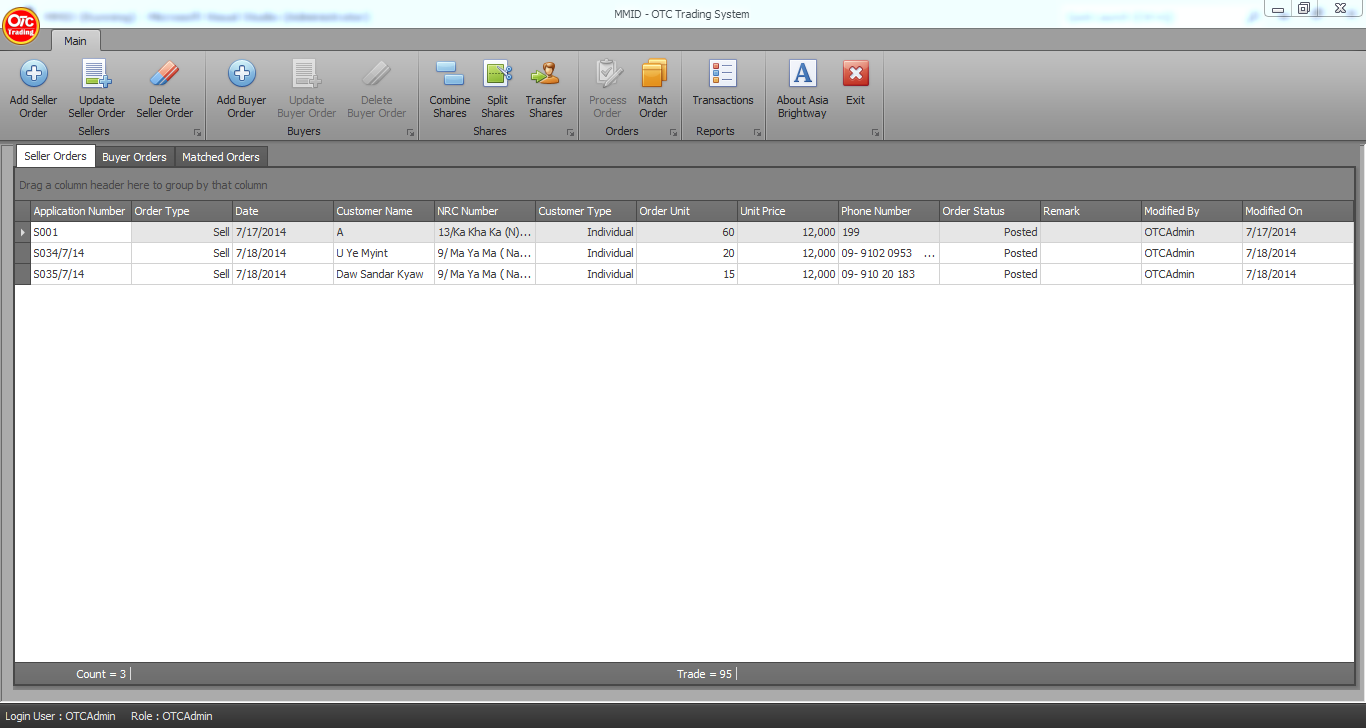 MMID - OTC Trading System
OTC
Trading
Main
Add Seller Order
Update Seller Order
Delete Seller Order
Sellers
Add Buyer Order
Update Buyer Order
Delete Buyer Order
Buyers
Combine Shares
Split Shares
Transfer Shares
Shares
Process Order
Match Order
Orders
Transactions
Reports
About Asia Brightway
Exit
Seller Orders Buyer Orders Matched Orders
Drag a column header here to group by that column
Application Number Order Type Date Customer Name NRC Number Customer Type Order Unit Unit Price Phone Number Order Status Remark Modified By Modified On
S001 Sell 7/17/2014 A 13/Ka Kha Ka (N)... Individual 60 12,000 199 Posted OTCAdmin 7/17/2014
S034/7/14 Sell 7/18/2014 U Ye Myint 9/ Ma Ya Ma ( Na... Individual 20 12,000 09- 9102 0953 ... Posted OTCAdmin 7/18/2014
S035/7/14 Sell 7/18/2014 Daw Sandar Kyaw 9/ Ma Ya Ma ( Na... Individual 15 12,000 09- 910 20 183 Posted OTCAdmin 7/18/2014
Count = 3 Trade = 95
Login User : OTCAdmin Role : OTCAdmin